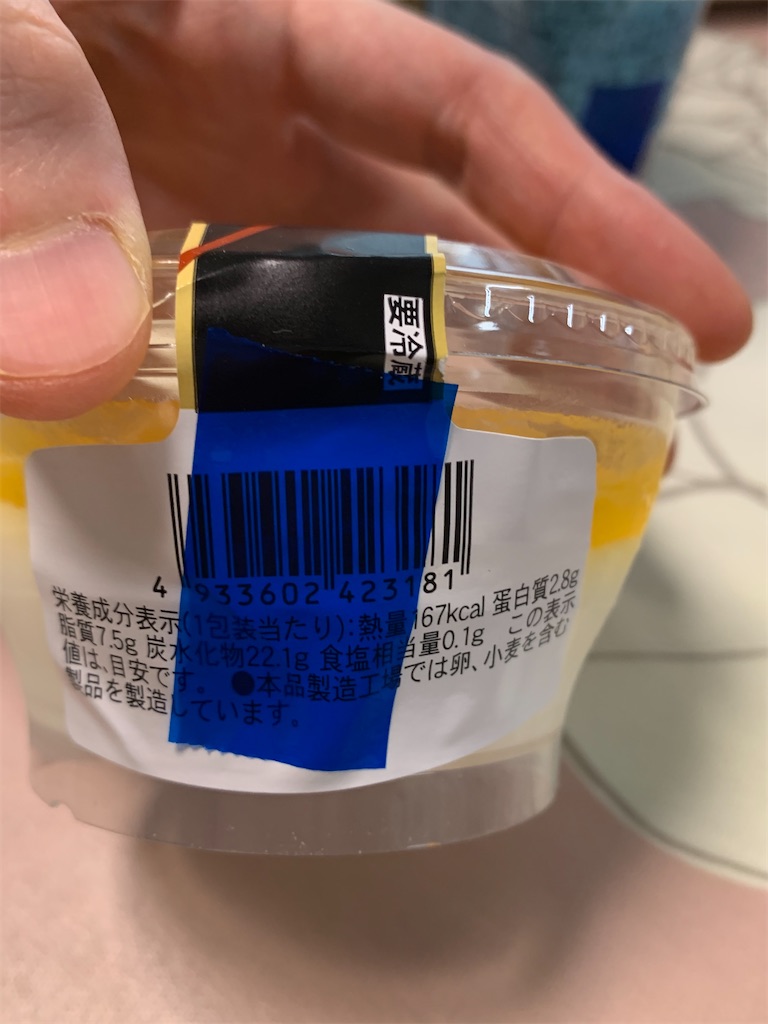 要冷蔵
4 933602 423181
栄養成分表示(1包装当たり):熱量167kcal 蛋白質2.8g
脂質7.5g 炭水化物22.1g 食塩相当量0.1g この表示
値は、目安です。 ●本品製造工場では卵、小麦を含む
製品を製造しています。